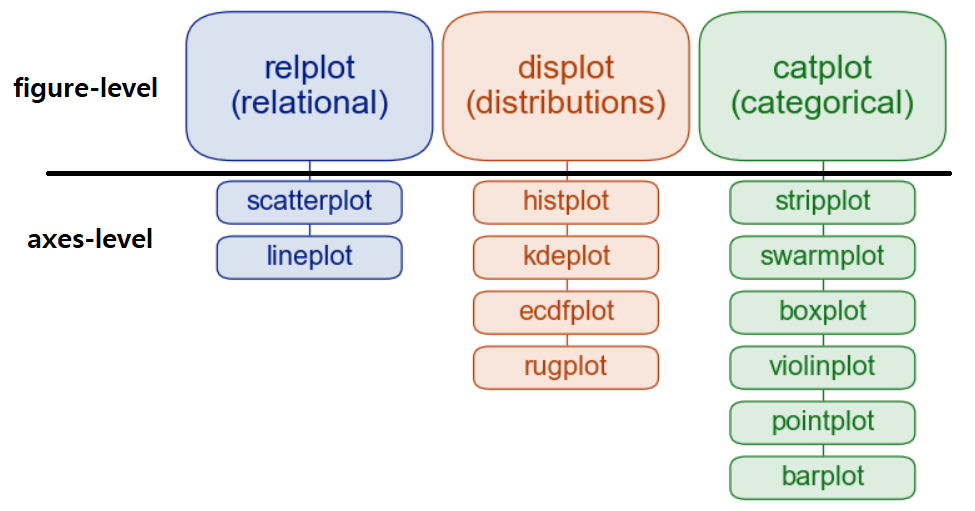 figure-level
relplot
(relational)
displot
(distributions)
catplot
(categorical)
axes-level
scatterplot
lineplot
histplot
kdeplot
ecdfplot
rugplot
stripplot
swarmplot
boxplot
violinplot
pointplot
barplot